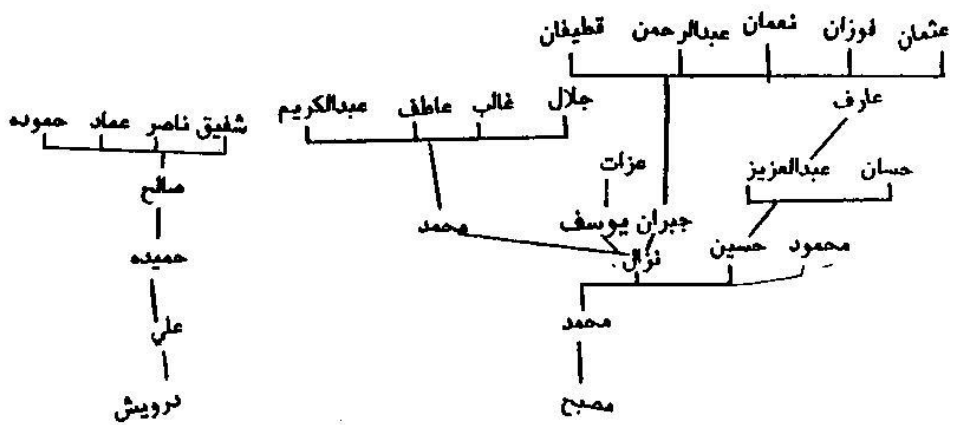 عثمان فوزان نعمان عبدالرحمن قطيفان
عارف جلال غالب عاطف عبدالكريم
شفيق ناصر عماد حموده
حسان عبدالعزيز عزات
صالح
جبران يوسف محمد
محمود حسين نزال
حميده
محمد
علي
مصبح
درويش